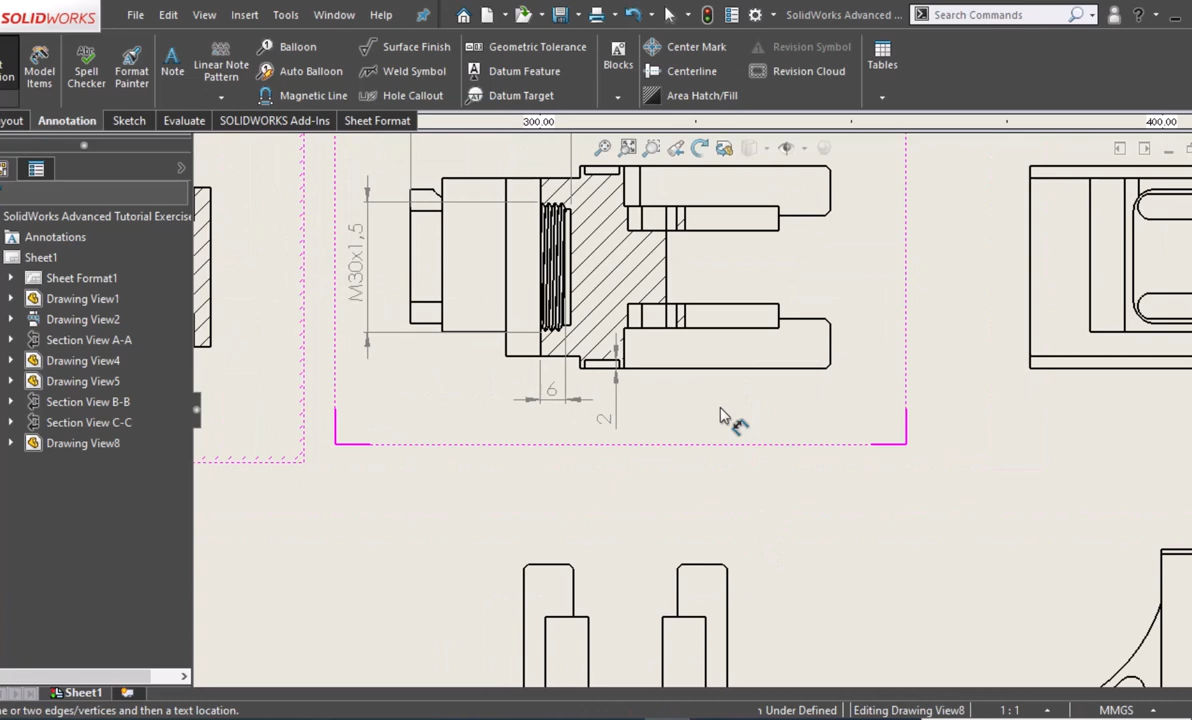 SOLIDWORKS File Edit View Insert Tools Window Help SolidWorks Advanced ... Search Commands
Model Items
Spell Checker
Format Painter
Note
Linear Note Pattern
Balloon
Auto Balloon
Magnetic Line
Surface Finish
Weld Symbol
Hole Callout
Geometric Tolerance
Datum Feature
Datum Target
Blocks
Center Mark
Centerline
Area Hatch/Fill
Revision Symbol
Revision Cloud
Tables
Annotation Sketch Evaluate SOLIDWORKS Add-Ins Sheet Format
300,00 400,00
SolidWorks Advanced Tutorial Exercise
Annotations
Sheet1
Sheet Format1
Drawing View1
Drawing View2
Section View A-A
Drawing View4
Drawing View5
Section View B-B
Section View C-C
Drawing View8
M30x1,5
6
2
Sheet1
e or two edges/vertices and then a text location. Under Defined Editing Drawing View8 1 : 1 MMGS